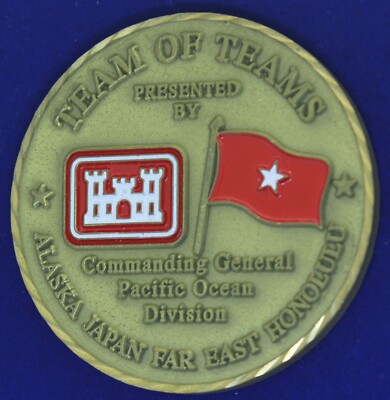 TEAM OF TEAMS
PRESENTED
BY
Commanding General
Pacific Ocean
Division
ALASKA JAPAN FAR EAST HONOLULU